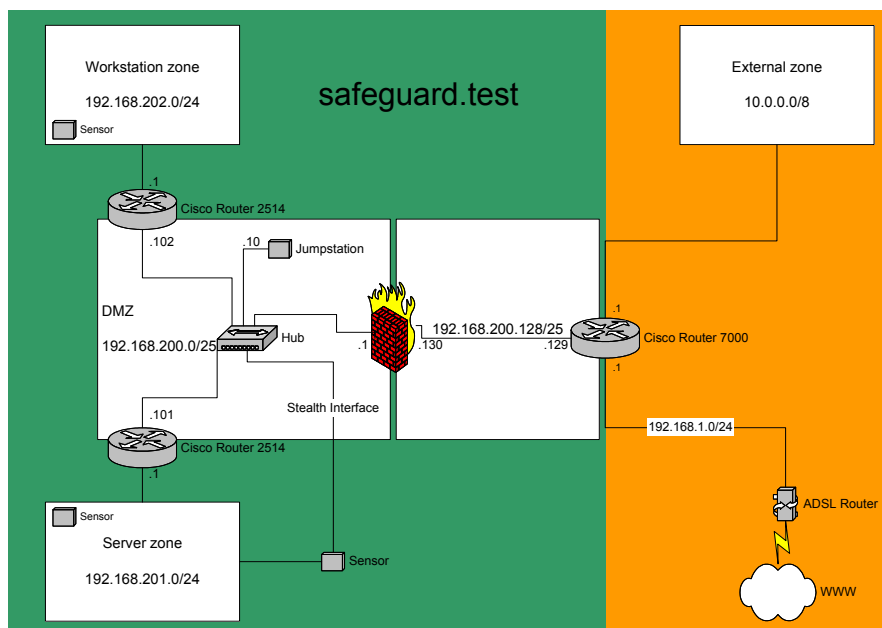 safeguard.test
Workstation zone
192.168.202.0/24
Sensor
External zone
10.0.0.0/8
.1
Cisco Router 2514
.102
.10
Jumpstation
DMZ
192.168.200.0/25
Hub
.1
.130
192.168.200.128/25
.129
.1
Cisco Router 7000
.1
Stealth Interface
.101
Cisco Router 2514
.1
192.168.1.0/24
ADSL Router
WWW
Sensor
Server zone
192.168.201.0/24
Sensor